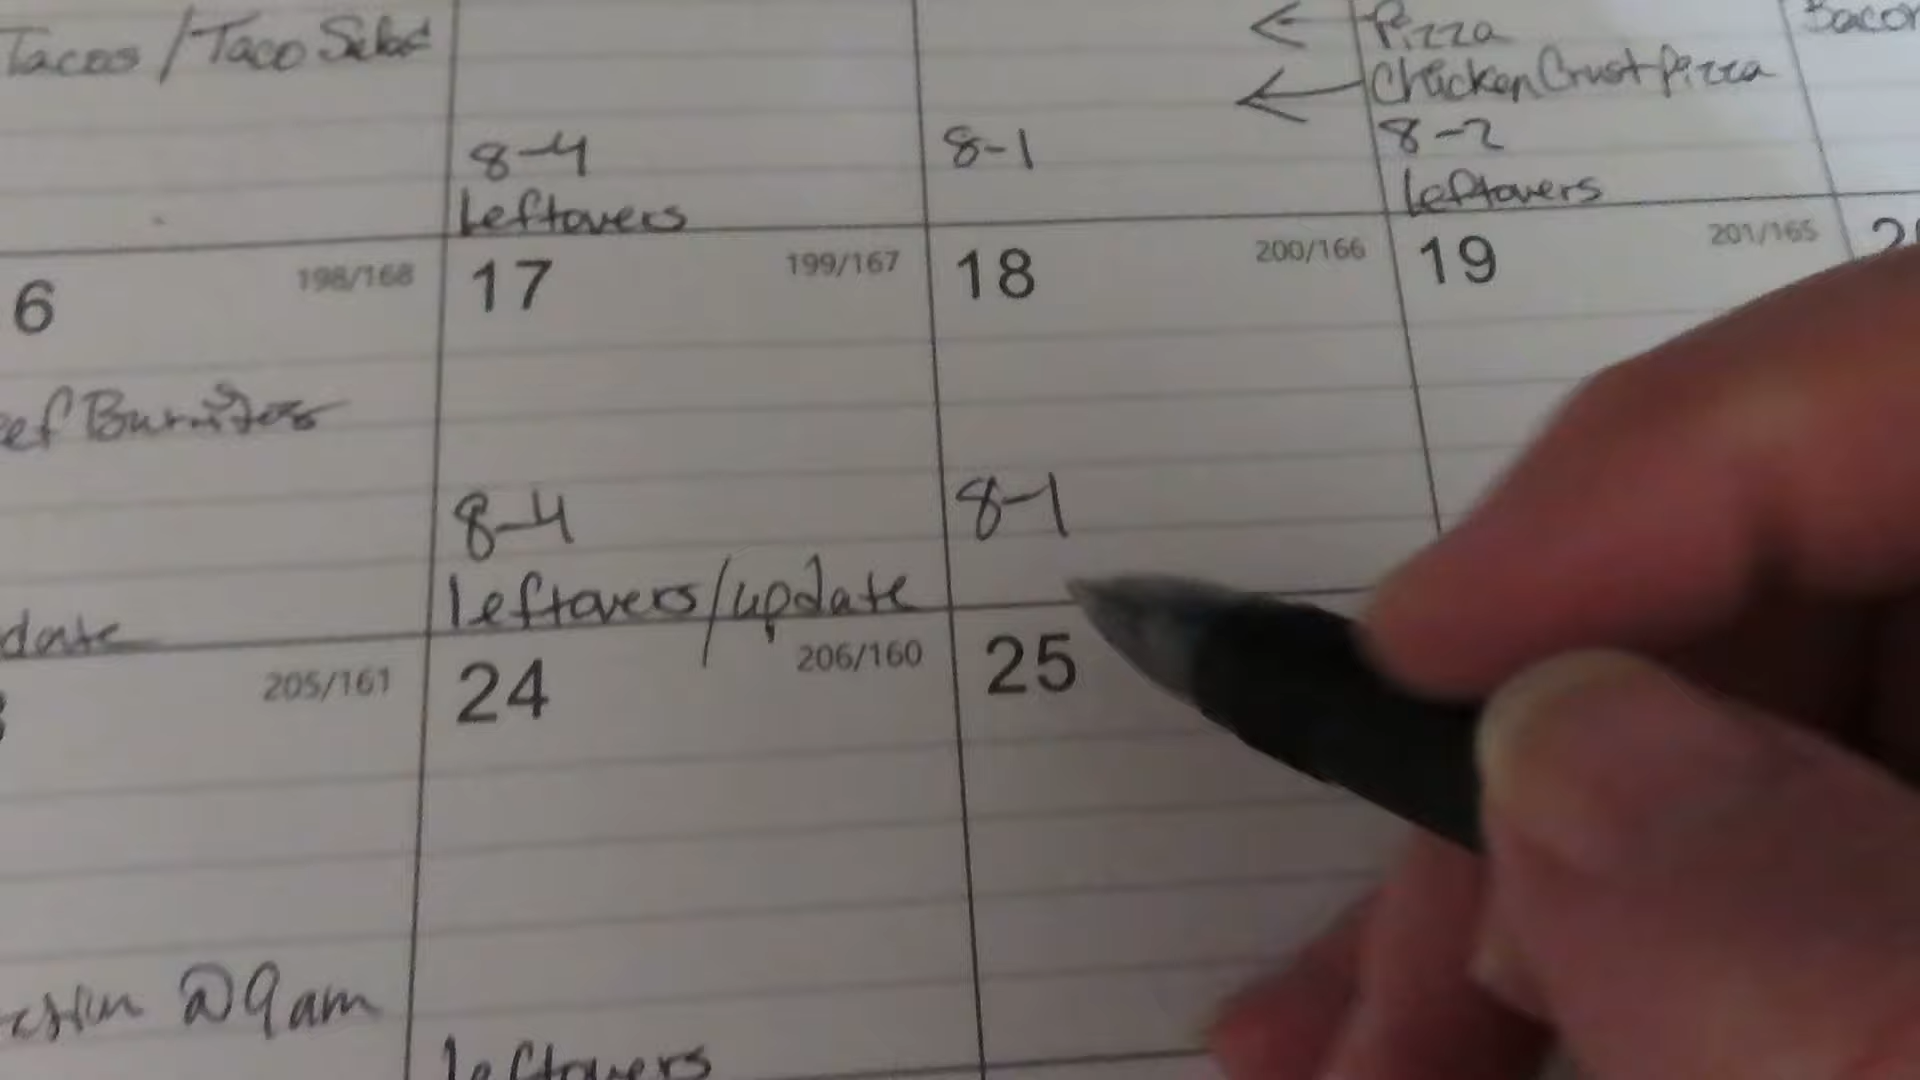 Tacos/Taco Salad
8-4
Leftovers
8-1
Pizza
Chicken Crust Pizza
8-2
Leftovers
Bacon
6 198/168
17 199/167
18 200/166
19 201/165
ef Burritos
8-4
Leftovers/update
8-1
date
205/161
24 206/160
25
@ 9am
Leftovers